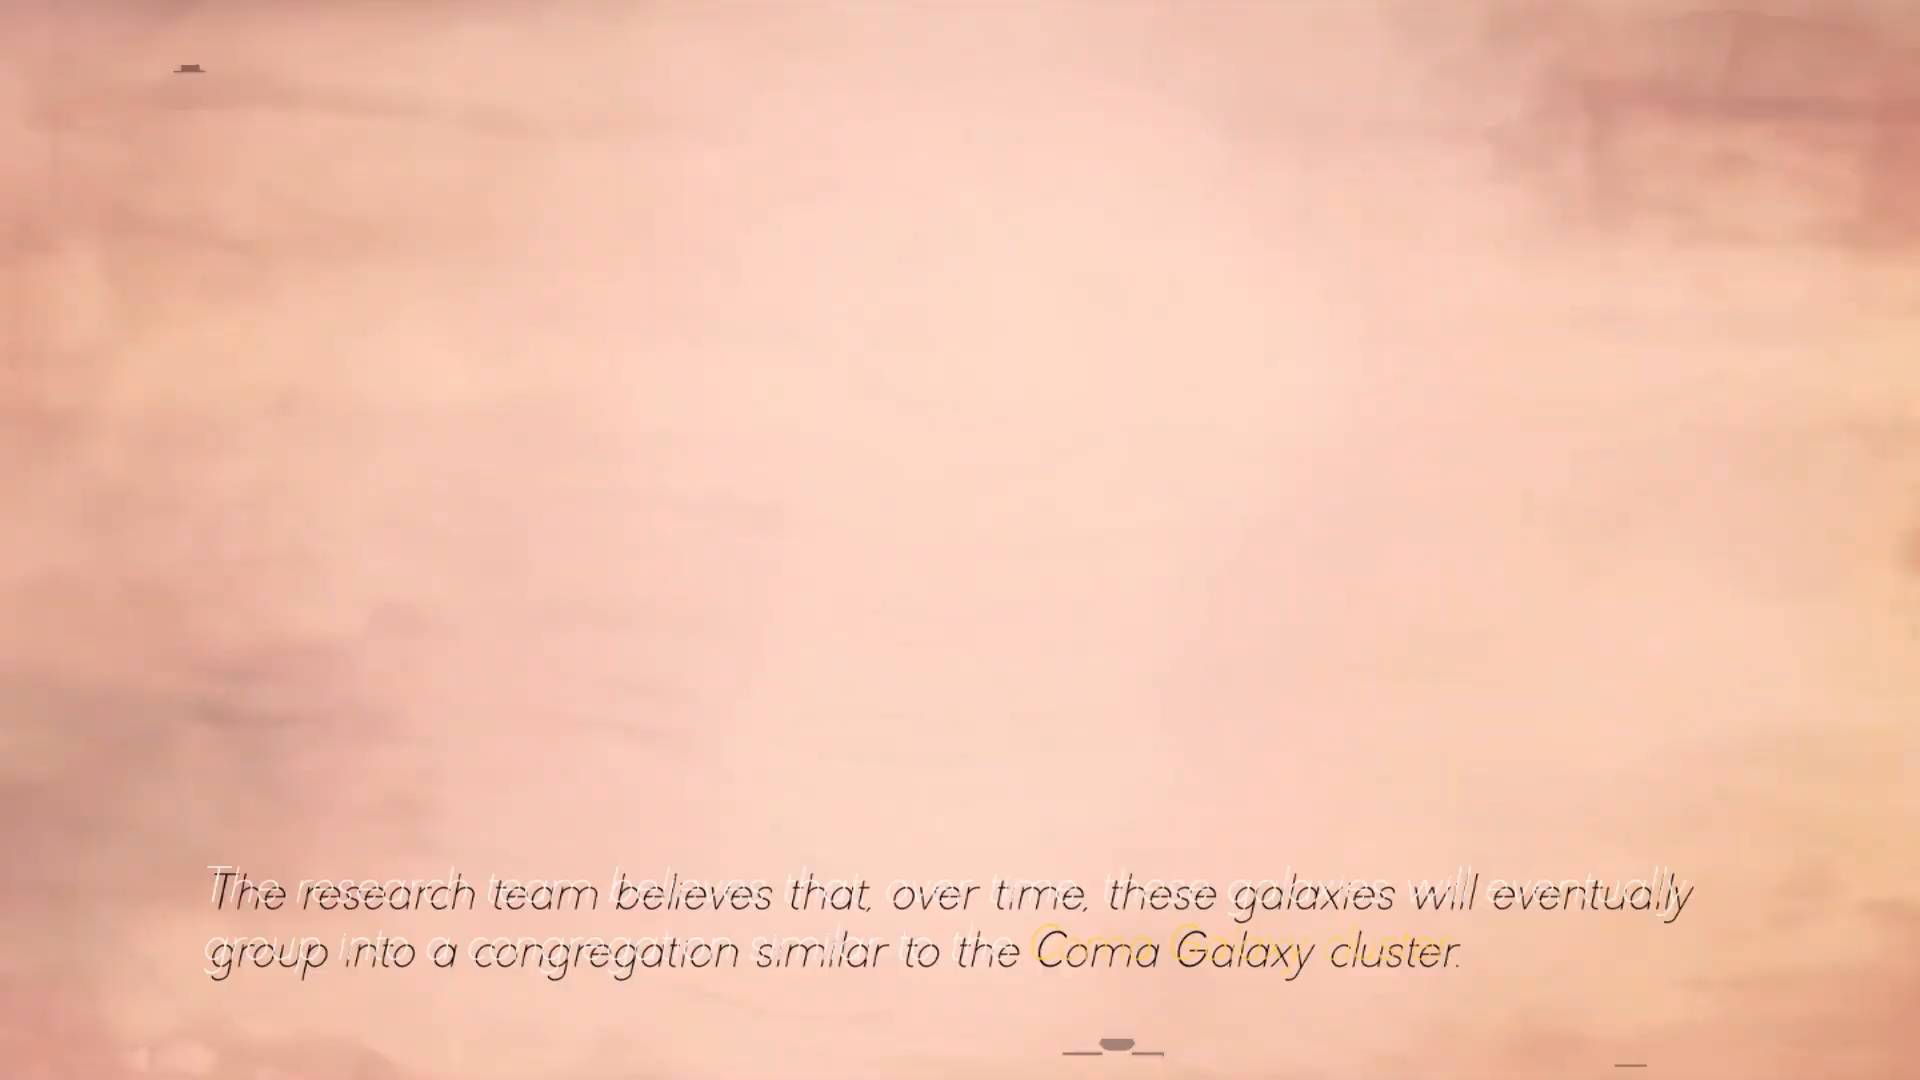 The research team believes that, over time, these galaxies will eventually
group into a congregation similar to the Coma Galaxy cluster.